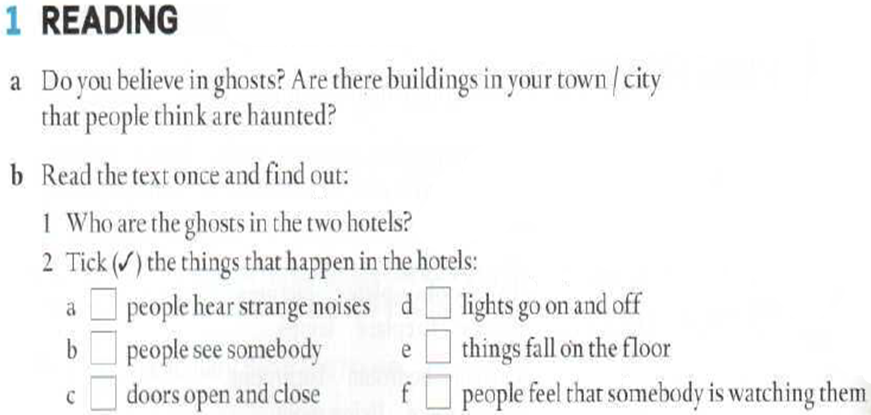 1 READING
a Do you believe in ghosts? Are there buildings in your town / city
that people think are haunted?
b Read the text once and find out:
1 Who are the ghosts in the two hotels?
2 Tick (✓) the things that happen in the hotels:
a □ people hear strange noises d □ lights go on and off
b □ people see somebody e □ things fall on the floor
c □ doors open and close f □ people feel that somebody is watching them